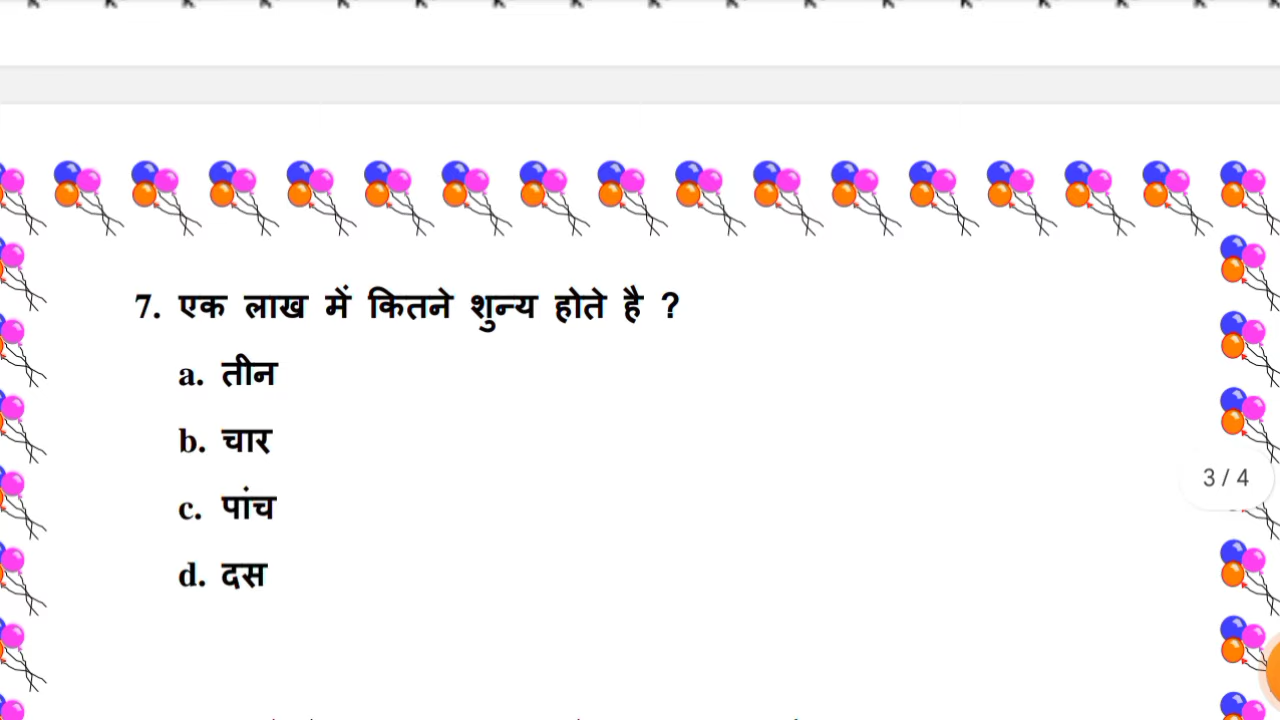 7. एक लाख में कितने शुन्य होते है ?
a. तीन
b. चार
c. पांच
d. दस
3 / 4